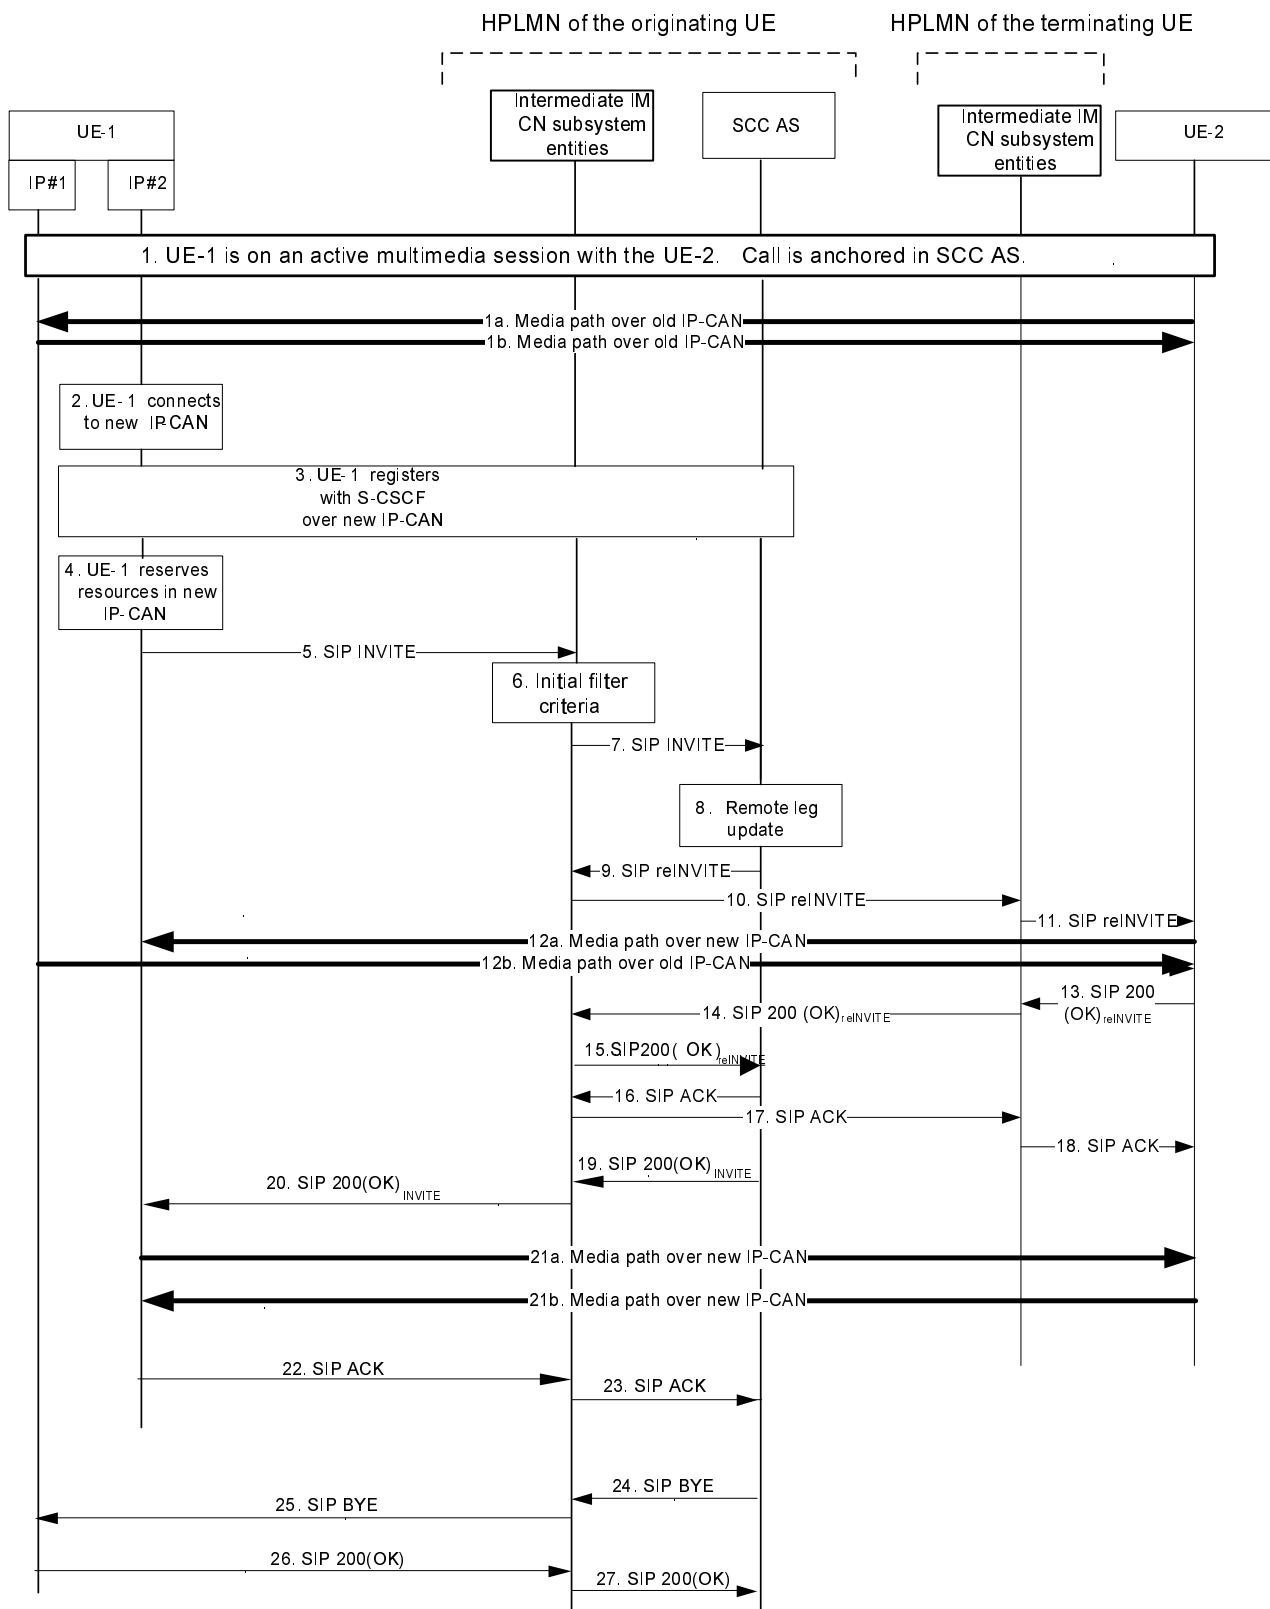 HPLMN of the originating UE
HPLMN of the terminating UE
UE-1
IP#1
IP#2
Intermediate IM
CN subsystem
entities
SCC AS
Intermediate IM
CN subsystem
entities
UE-2
1. UE-1 is on an active multimedia session with the UE-2. Call is anchored in SCC AS.
1a. Media path over old IP-CAN
1b. Media path over old IP-CAN
2. UE-1 connects
to new IP-CAN
3. UE-1 registers
with S-CSCF
over new IP-CAN
4. UE-1 reserves
resources in new
IP-CAN
5. SIP INVITE
6. Initial filter
criteria
7. SIP INVITE
8. Remote leg
update
9. SIP reINVITE
10. SIP reINVITE
11. SIP reINVITE
12a. Media path over new IP-CAN
12b. Media path over old IP-CAN
13. SIP 200
(OK)reINVITE
14. SIP 200 (OK)reINVITE
15.SIP200( OK)reINVITE
16. SIP ACK
17. SIP ACK
18. SIP ACK
19. SIP 200(OK) INVITE
20. SIP 200(OK) INVITE
21a. Media path over new IP-CAN
21b. Media path over new IP-CAN
22. SIP ACK
23. SIP ACK
24. SIP BYE
25. SIP BYE
26. SIP 200(OK)
27. SIP 200(OK)